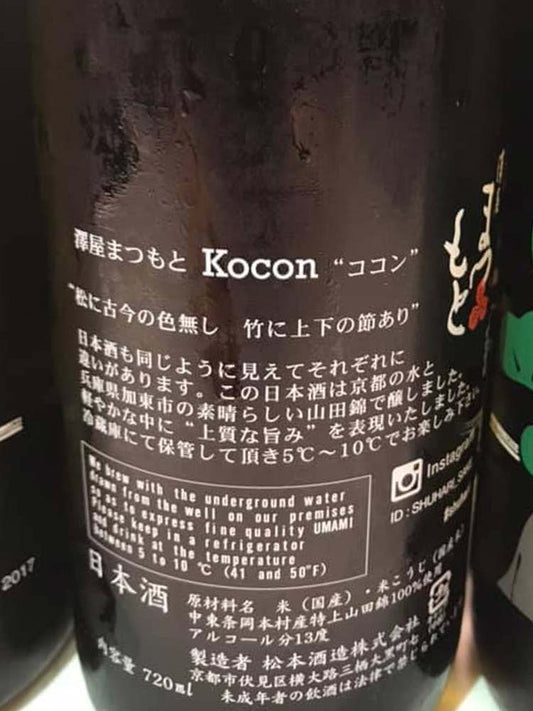 澤屋まつもと Kocon “ココン”
“松に古今の色無し 竹に上下の節あり”
日本酒も同じように見えてそれぞれに
違いがあります。この日本酒は京都の水と
兵庫県加東市の素晴らしい山田錦で醸しました。
軽やかな中に“上質な旨み”を表現いたしました。
冷蔵庫にて保管して頂き5℃～10℃でお楽しみ下さい。
We brew with the underground water
drawn from the well on our premises
so as to express fine quality UMAMI
Please keep in a refrigerator
and drink at the temperature
between 5 to 10 ℃ (41 and 50°F)
Instagram
ID : SHUHARI_
日本酒
原材料名 米（国産）・米こうじ（国産米）
中東条岡本村産特上山田錦100%使用
アルコール分13度
製造者 松本酒造株式会社
京都市伏見区横大路三栖大黒町7
未成年者の飲酒は法律で禁じられ
内容量 720ml
まつもと
2017